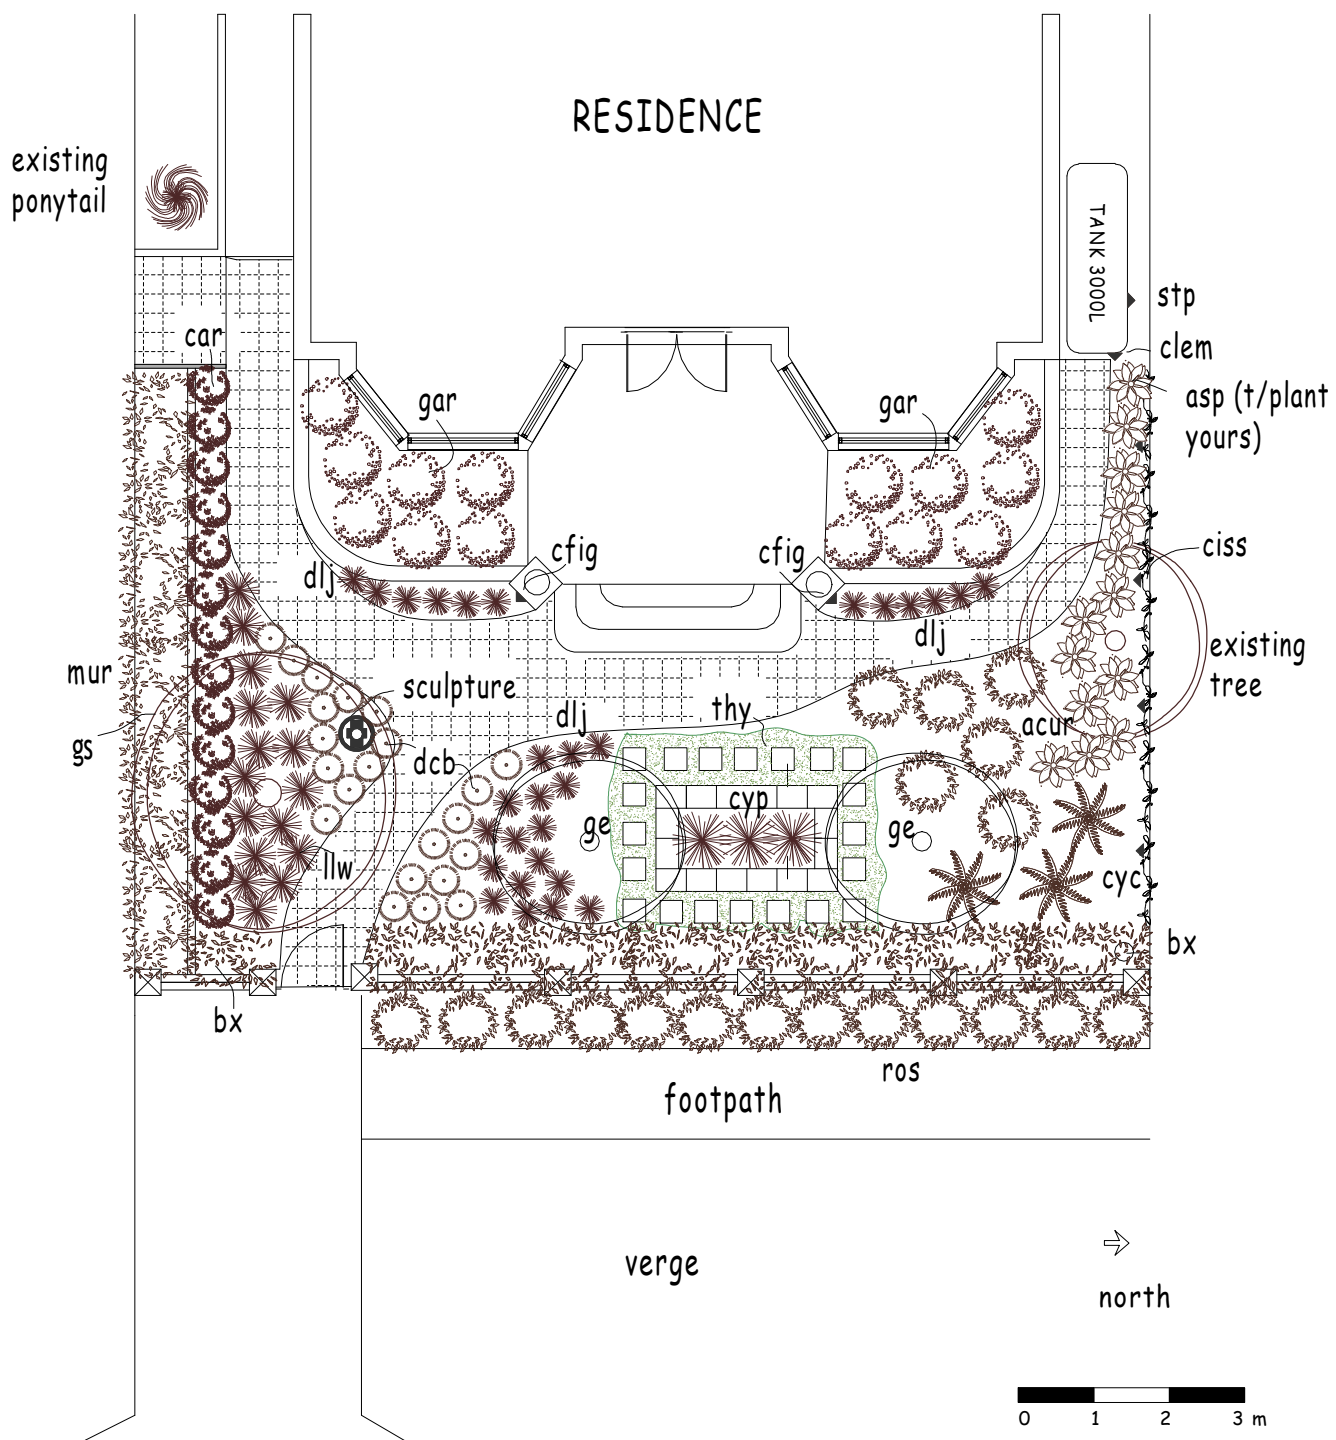 RESIDENCE
existing
ponytail
TANK 3000L
stp
car
clem
asp (t/plant
yours)
gar
gar
cfig
cfig
ciss
dlj
dlj
existing
tree
mur
sculpture
thy
dlj
acur
gs
dcb
cyp
ge
ge
llw
cyc
bx
bx
ros
footpath
verge
north
0 1 2 3 m